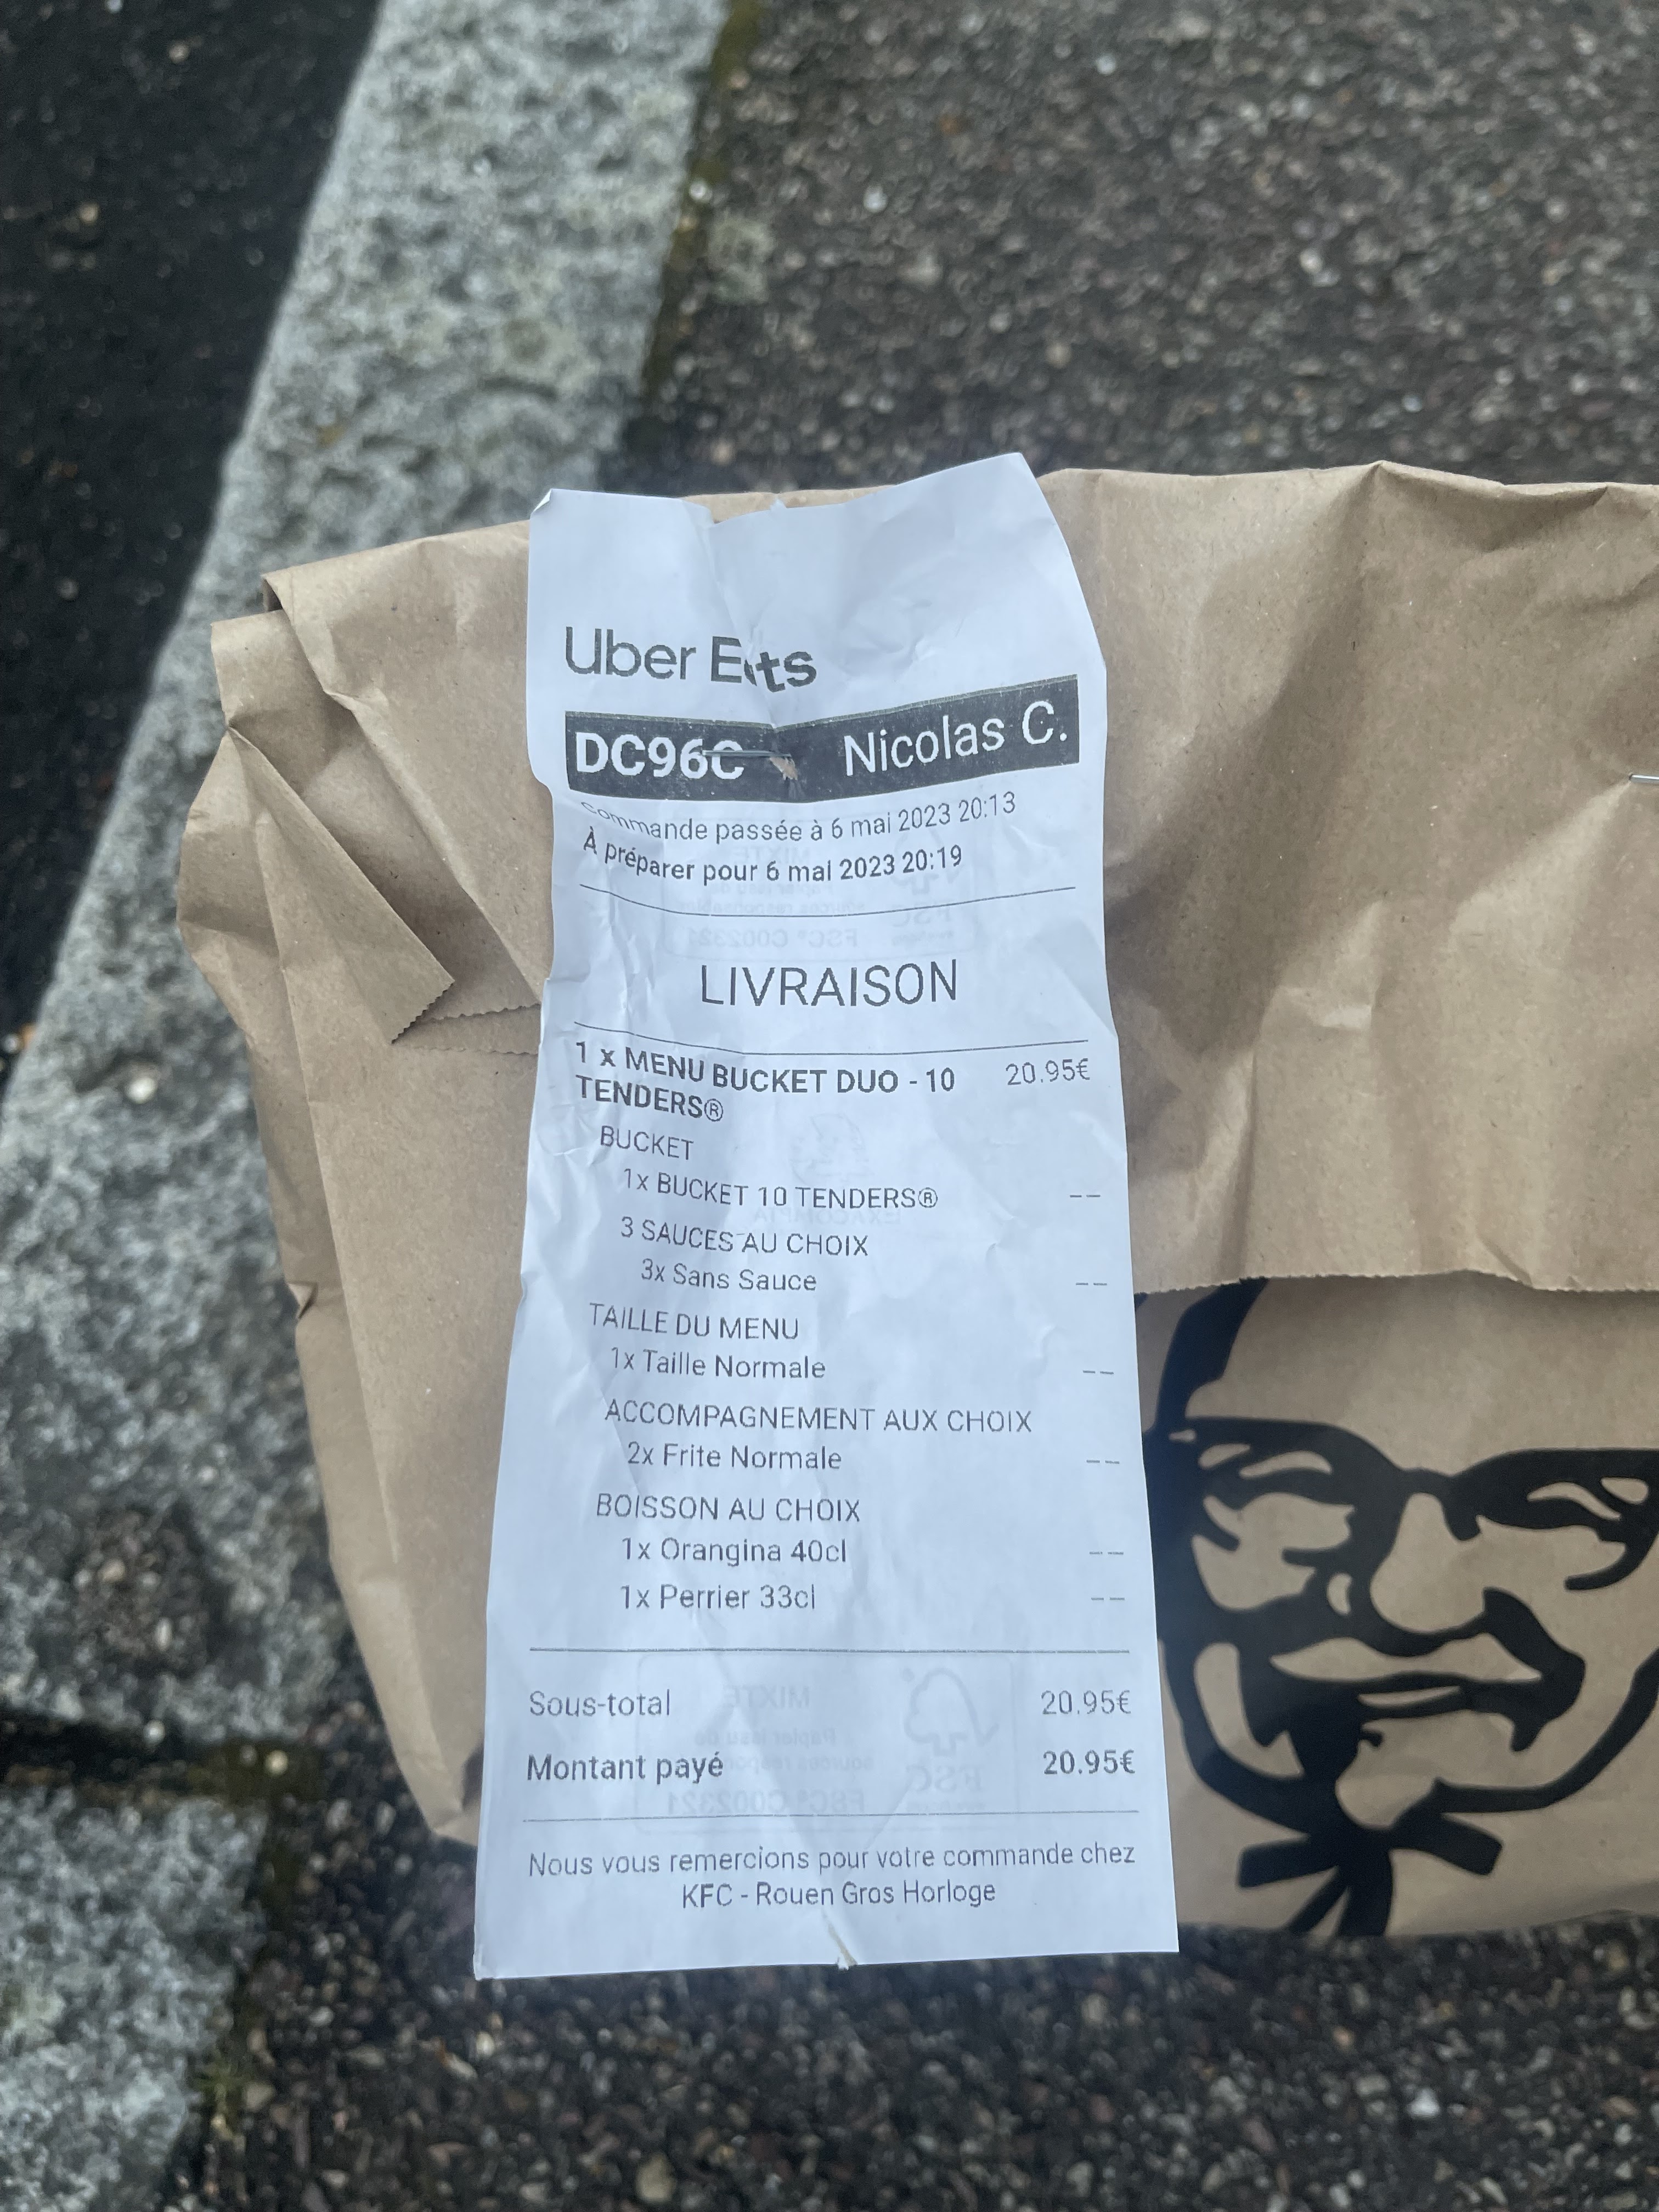 Uber Eats
DC96C Nicolas C.
Commande passée à 6 mai 2023 20:13
À préparer pour 6 mai 2023 20:19
LIVRAISON
1 x MENU BUCKET DUO - 10 20.95€
TENDERS®
BUCKET
1x BUCKET 10 TENDERS® --
3 SAUCES AU CHOIX
3x Sans Sauce --
TAILLE DU MENU
1x Taille Normale --
ACCOMPAGNEMENT AUX CHOIX
2x Frite Normale --
BOISSON AU CHOIX
1x Orangina 40cl --
1x Perrier 33cl --
Sous-total 20.95€
Montant payé 20.95€
Nous vous remercions pour votre commande chez
KFC - Rouen Gros Horloge